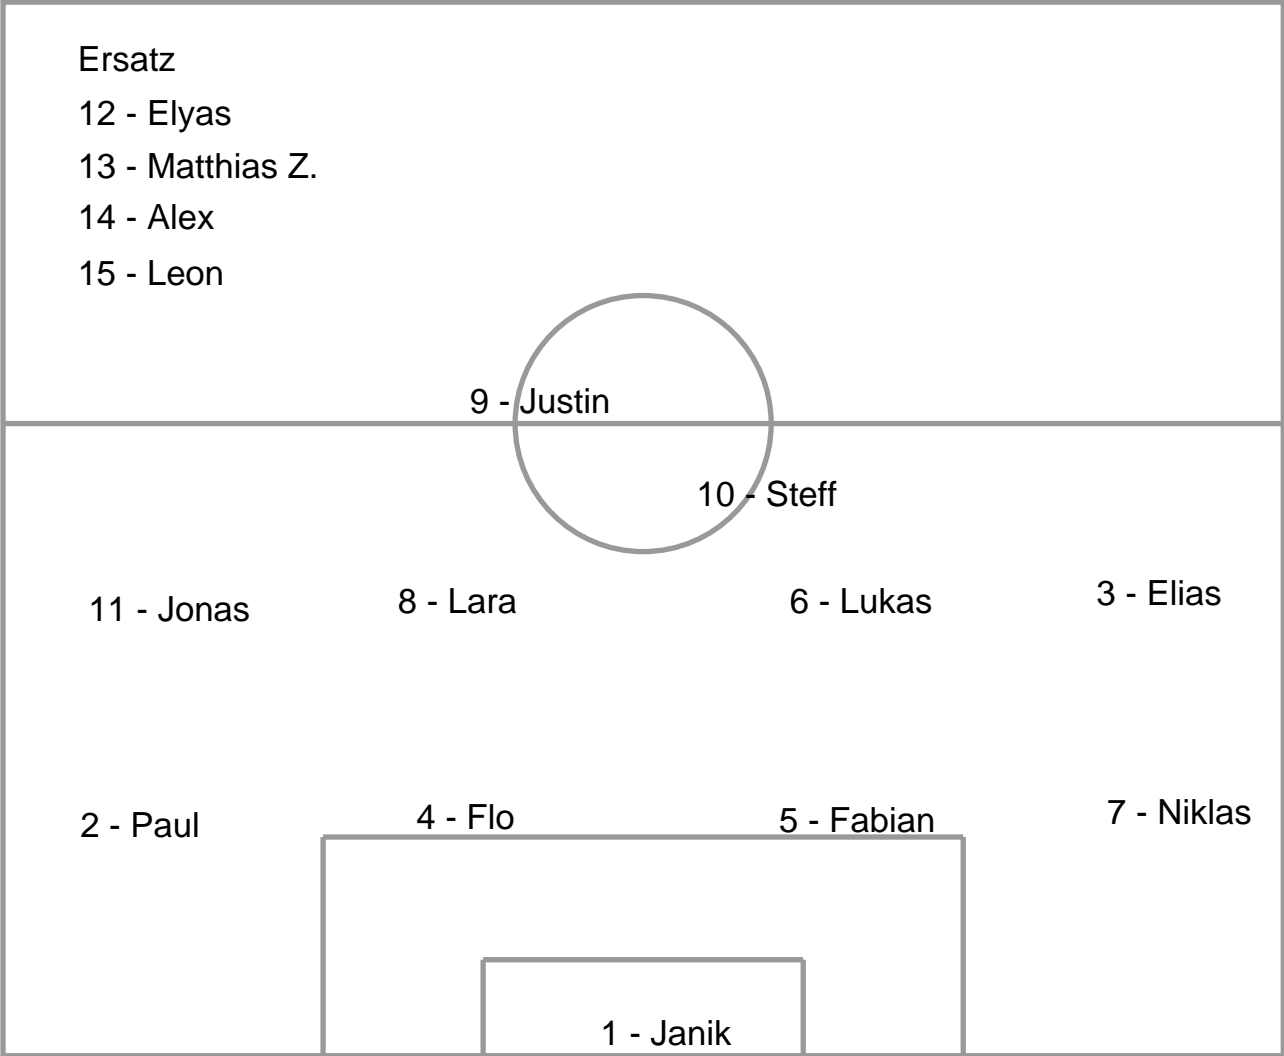 Ersatz
12 - Elyas
13 - Matthias Z.
14 - Alex
15 - Leon
9 - Justin
10 - Steff
11 - Jonas
8 - Lara
6 - Lukas
3 - Elias
2 - Paul
4 - Flo
5 - Fabian
7 - Niklas
1 - Janik